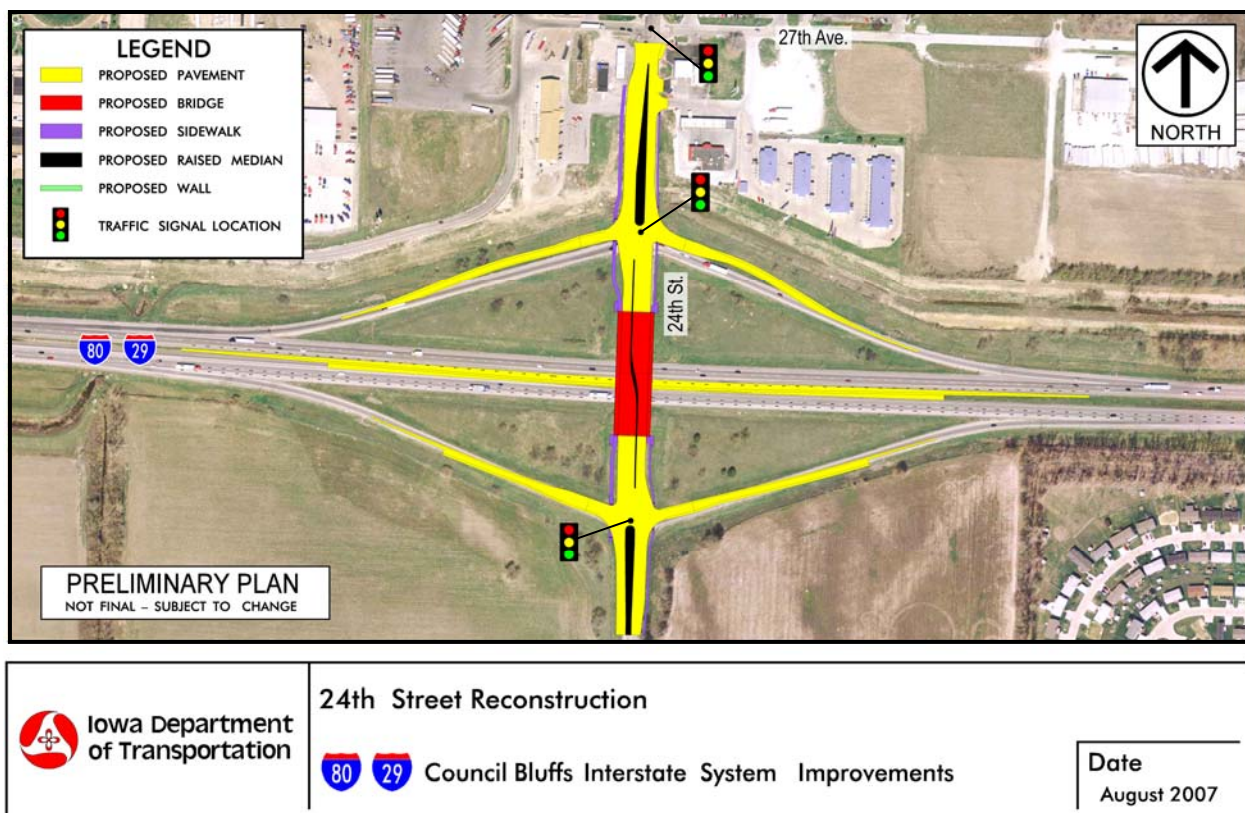 LEGEND
PROPOSED PAVEMENT
PROPOSED BRIDGE
PROPOSED SIDEWALK
PROPOSED RAISED MEDIAN
PROPOSED WALL
TRAFFIC SIGNAL LOCATION
27th Ave.
NORTH
24th St.
80 29
PRELIMINARY PLAN
NOT FINAL – SUBJECT TO CHANGE
Iowa Department
of Transportation
24th Street Reconstruction
80 29 Council Bluffs Interstate System Improvements
Date
August 2007